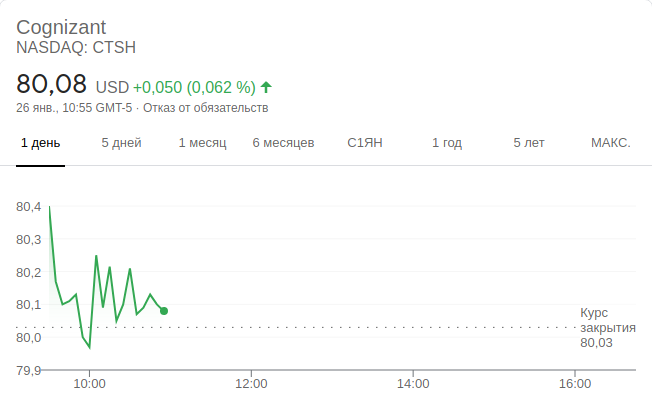 Cognizant
NASDAQ: CTSH
80,08 USD +0,050 (0,062 %)
26 янв., 10:55 GMT-5 · Отказ от обязательств
1 день 5 дней 1 месяц 6 месяцев С1ЯН 1 год 5 лет МАКС.
80,4
80,3
80,2
80,1
80,0
79,9
Курс
закрытия
80,03
10:00 12:00 14:00 16:00